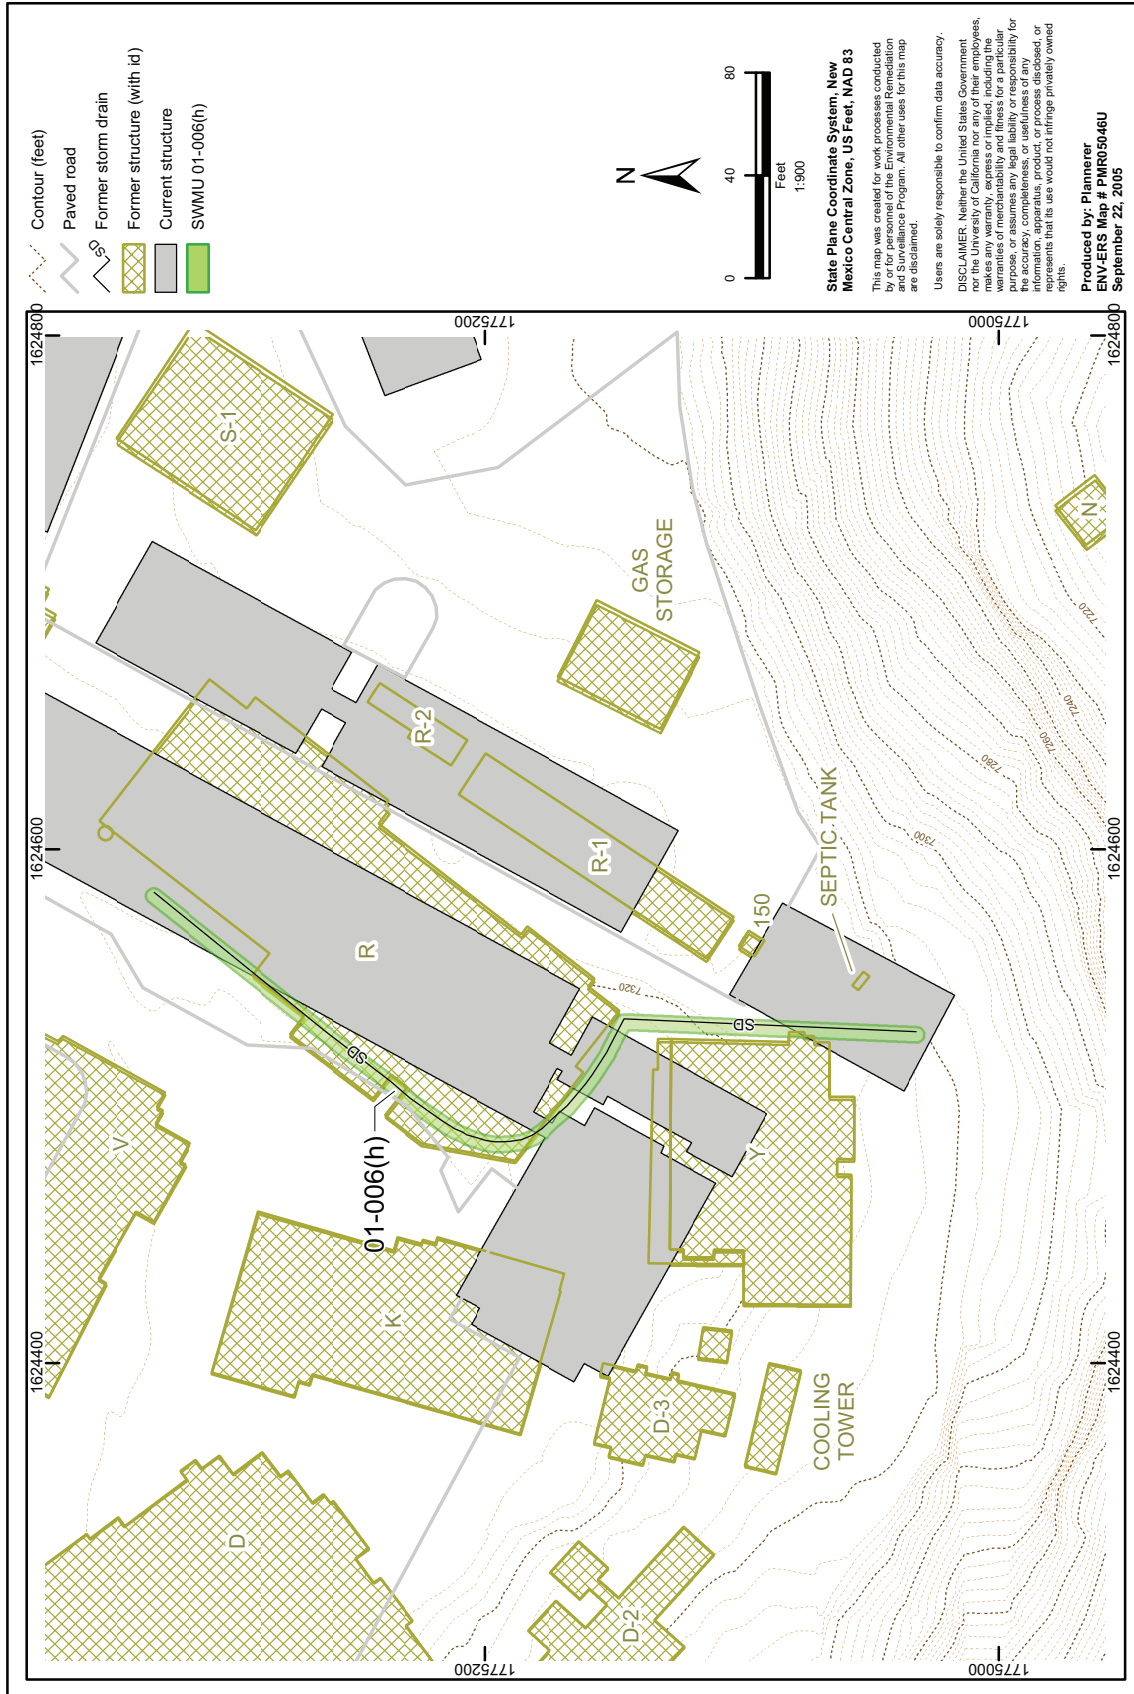 Contour (feet)
Paved road
SD
Former storm drain
Former structure (with id)
Current structure
SWMU 01-006(h)
N
0
40
80
Feet
1:900
State Plane Coordinate System, New
Mexico Central Zone, US Feet, NAD 83
This map was created for work processes conducted
by or for personnel of the Environmental Remediation
and Surveillance Program. All other uses for this map
are disclaimed.
Users are solely responsible to confirm data accuracy.
DISCLAIMER. Neither the United States Government
nor the University of California nor any of their employees,
makes any warranty, express or implied, including the
warranties of merchantability and fitness for a particular
purpose, or assumes any legal liability or responsibility for
the accuracy, completeness, or usefulness of any
information, apparatus, product, or process disclosed, or
represents that its use would not infringe privately owned
rights.
Produced by: Plannerer
ENV-ERS Map # PMR05046U
September 22, 2005
1624400
1624600
1624800
1775200
1775200
1775000
1775000
1624400
1624600
1624800
D
V
K
01-006(h)
SD
R
R-2
R-1
S-1
GAS
STORAGE
150
SEPTIC TANK
SD
Y
D-3
D-2
COOLING
TOWER
N
7320
7300
7280
7260
7240
7220